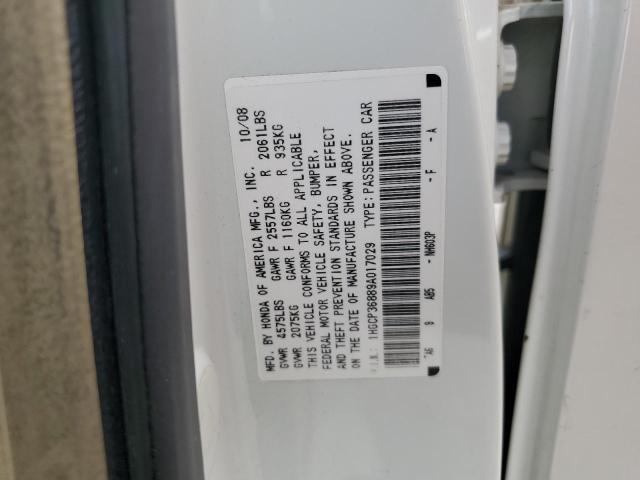 MFD. BY HONDA OF AMERICA MFG., INC. 10/08
GVWR 4575LBS GAWR F 2557LBS R 2061LBS
GVWR 2075KG GAWR F 1160KG R 935KG
THIS VEHICLE CONFORMS TO ALL APPLICABLE
FEDERAL MOTOR VEHICLE SAFETY, BUMPER,
AND THEFT PREVENTION STANDARDS IN EFFECT
ON THE DATE OF MANUFACTURE SHOWN ABOVE.
V.I.N.: 1HGCP36889A017029 TYPE: PASSENGER CAR
TA6 9 AB5 - NH603P - F - A